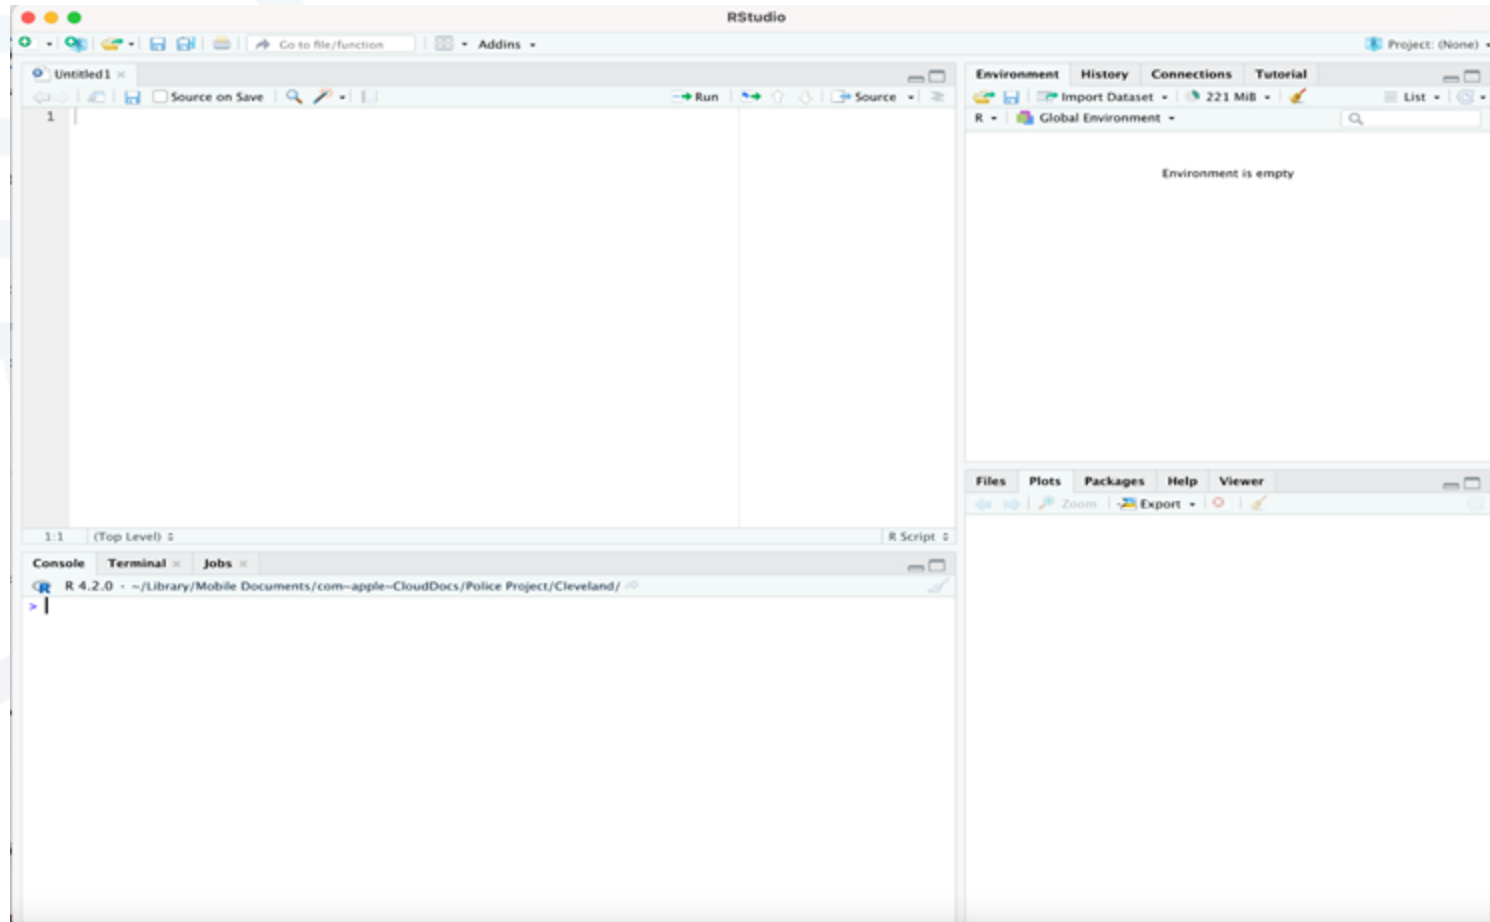 RStudio
Go to file/function
Addins
Project: (None)
Untitled1
Source on Save
Run
Source
1
1:1
(Top Level)
R Script
Console
Terminal
Jobs
R 4.2.0 · ~/Library/Mobile Documents/com~apple~CloudDocs/Police Project/Cleveland/
>
Environment
History
Connections
Tutorial
Import Dataset
221 MiB
List
R
Global Environment
Environment is empty
Files
Plots
Packages
Help
Viewer
Zoom
Export